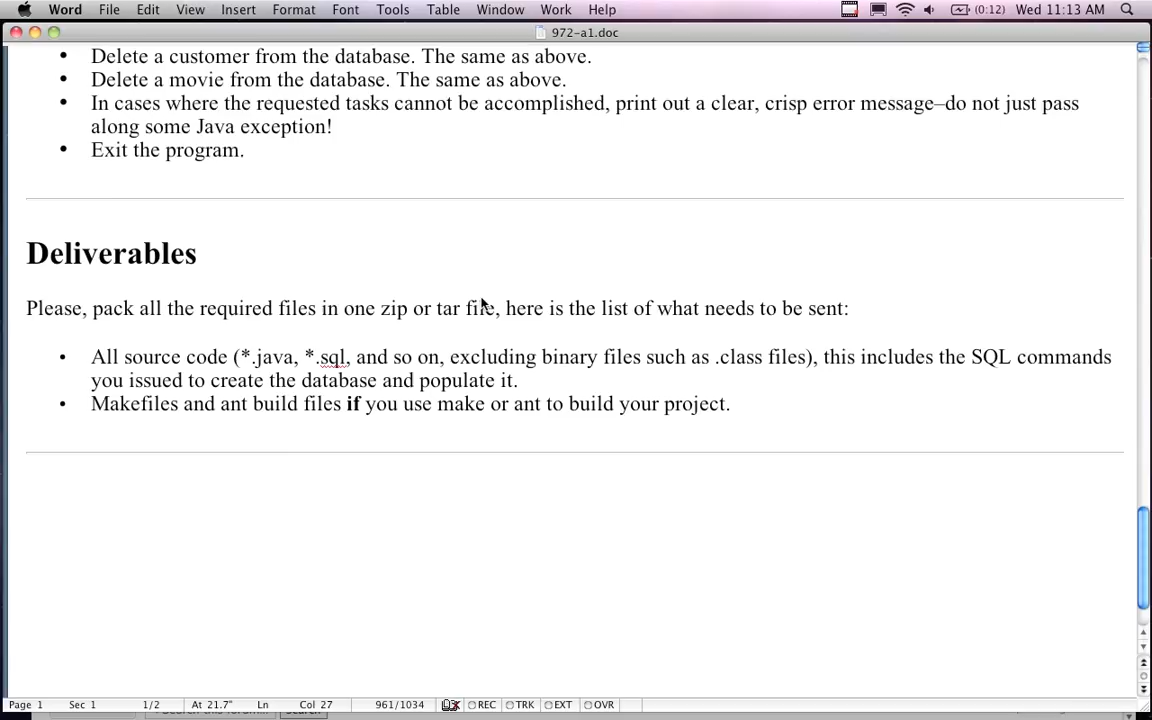 Word File Edit View Insert Format Font Tools Table Window Work Help (0:12) Wed 11:13 AM
972-a1.doc
• Delete a customer from the database. The same as above.
• Delete a movie from the database. The same as above.
• In cases where the requested tasks cannot be accomplished, print out a clear, crisp error message–do not just pass
along some Java exception!
• Exit the program.
Deliverables
Please, pack all the required files in one zip or tar file, here is the list of what needs to be sent:
• All source code (*.java, *.sql, and so on, excluding binary files such as .class files), this includes the SQL commands
you issued to create the database and populate it.
• Makefiles and ant build files if you use make or ant to build your project.
Page 1 Sec 1 1/2 At 21.7" Ln Col 27 961/1034 REC TRK EXT OVR
Search this forum... Search